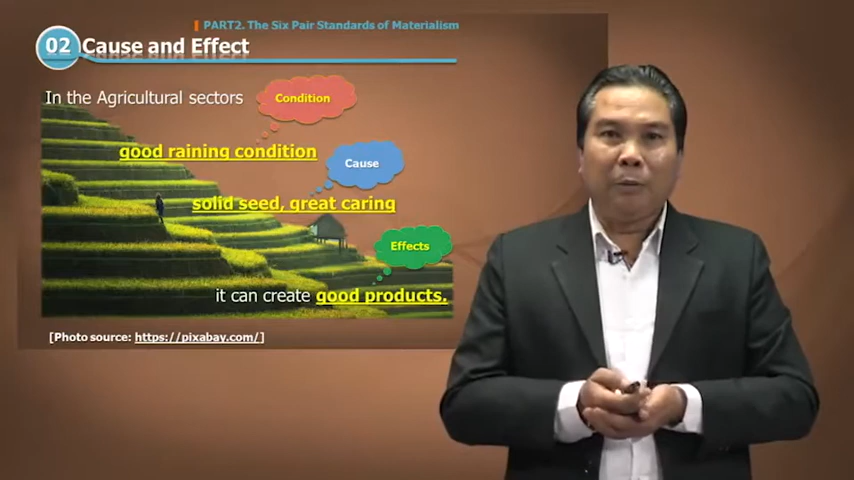 PART2. The Six Pair Standards of Materialism
02 Cause and Effect
In the Agricultural sectors
Condition
good raining condition
Cause
solid seed, great caring
Effects
it can create good products.
[Photo source: https://pixabay.com/]